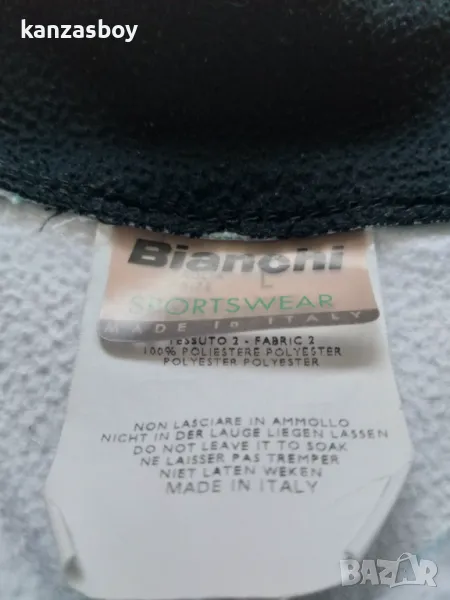 kanzasboy
Bianchi
L
SPORTSWEAR
MADE IN ITALY
TESSUTO 2 - FABRIC 2
100% POLIESTERE POLYESTER
POLYESTER POLYESTER
NON LASCIARE IN AMMOLLO
NICHT IN DER LAUGE LIEGEN LASSEN
DO NOT LEAVE IT TO SOAK
NE LAISSER PAS TREMPER
NIET LATEN WEKEN
MADE IN ITALY
BAZAR